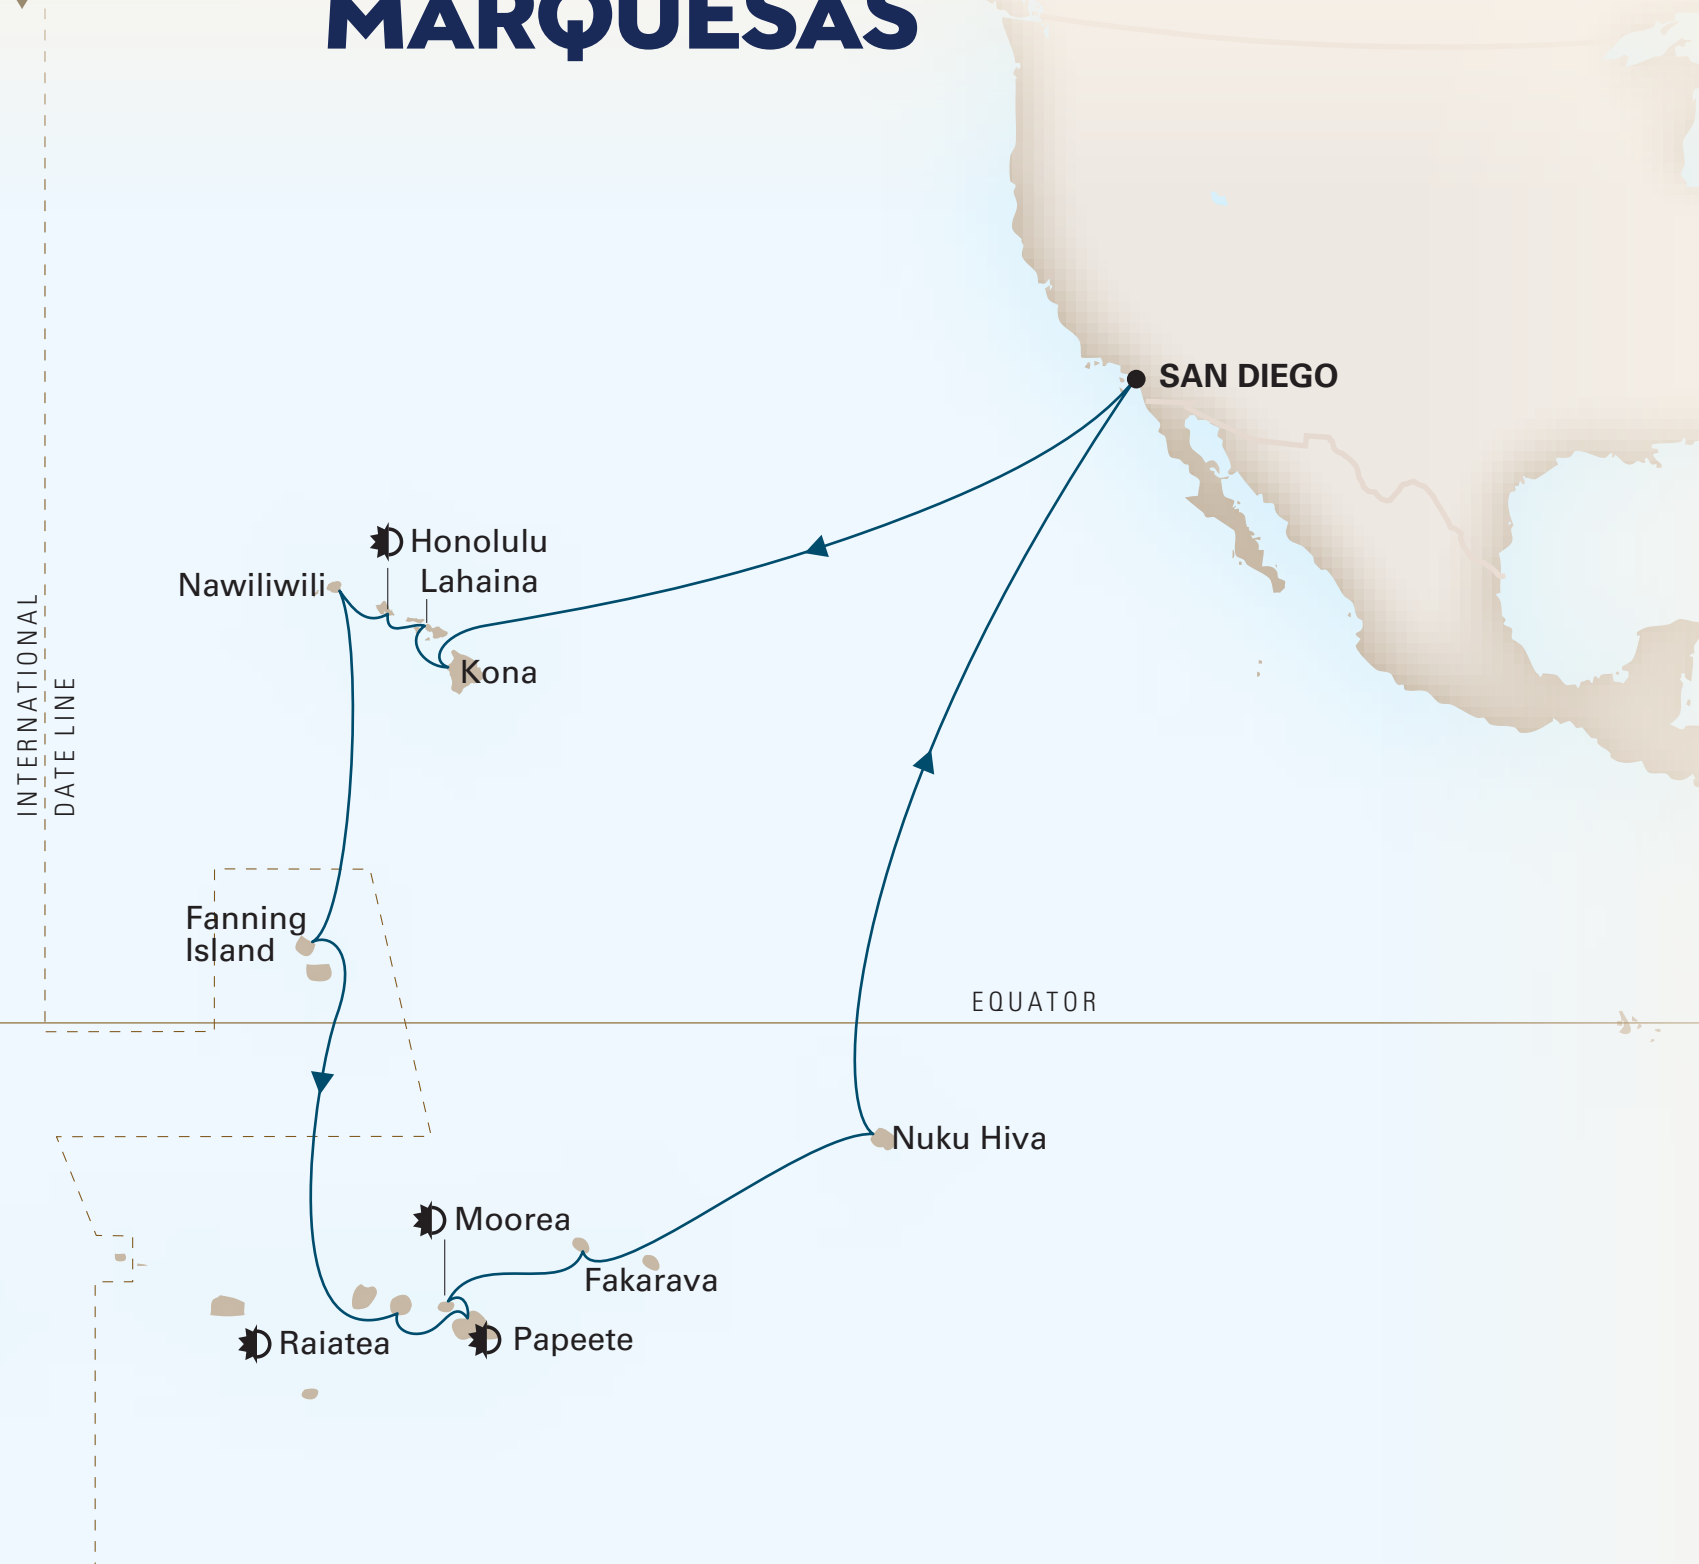 MARQUESAS
SAN DIEGO
Honolulu
Lahaina
Nawiliwili
Kona
INTERNATIONAL
DATE LINE
Fanning
Island
EQUATOR
Nuku Hiva
Moorea
Fakarava
Raiatea
Papeete